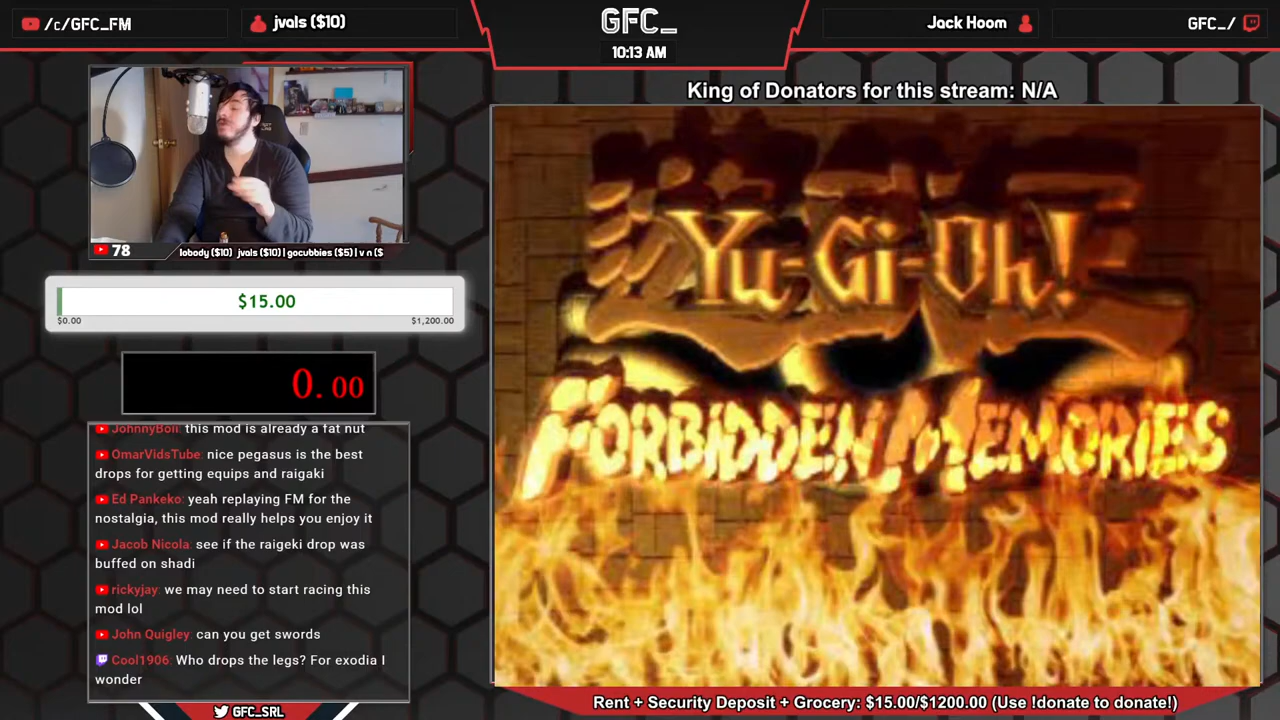 /c/GFC_FM
jvals ($10)
GFC_
10:13 AM
Jack Hoom
GFC_/
King of Donators for this stream: N/A
78
lobody ($10) jvals ($10) | gocubbies ($5) | v n ($
$15.00
$0.00
$1,200.00
0.00
JohnnyBoii: this mod is already a fat nut
OmarVidsTube: nice pegasus is the best
drops for getting equips and raigaki
Ed Pankeko: yeah replaying FM for the
nostalgia, this mod really helps you enjoy it
Jacob Nicola: see if the raigeki drop was
buffed on shadi
rickyjay: we may need to start racing this
mod lol
John Quigley: can you get swords
Cool1906: Who drops the legs? For exodia I
wonder
GFC_SRL
Yu-Gi-Oh!
FORBIDDEN MEMORIES
Rent + Security Deposit + Grocery: $15.00/$1200.00 (Use !donate to donate!)